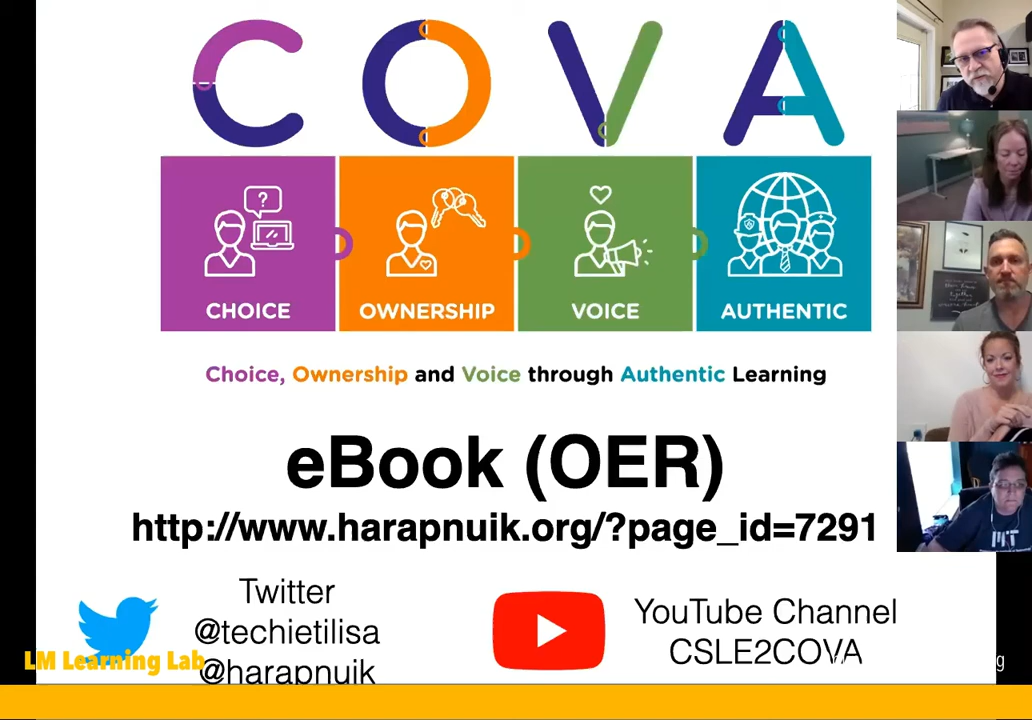 COVA
CHOICE
OWNERSHIP
VOICE
AUTHENTIC
Choice, Ownership and Voice through Authentic Learning
eBook (OER)
http://www.harapnuik.org/?page_id=7291
Twitter
@techietilisa
@harapnuik
YouTube Channel
CSLE2COVA
LM Learning Lab
MIT